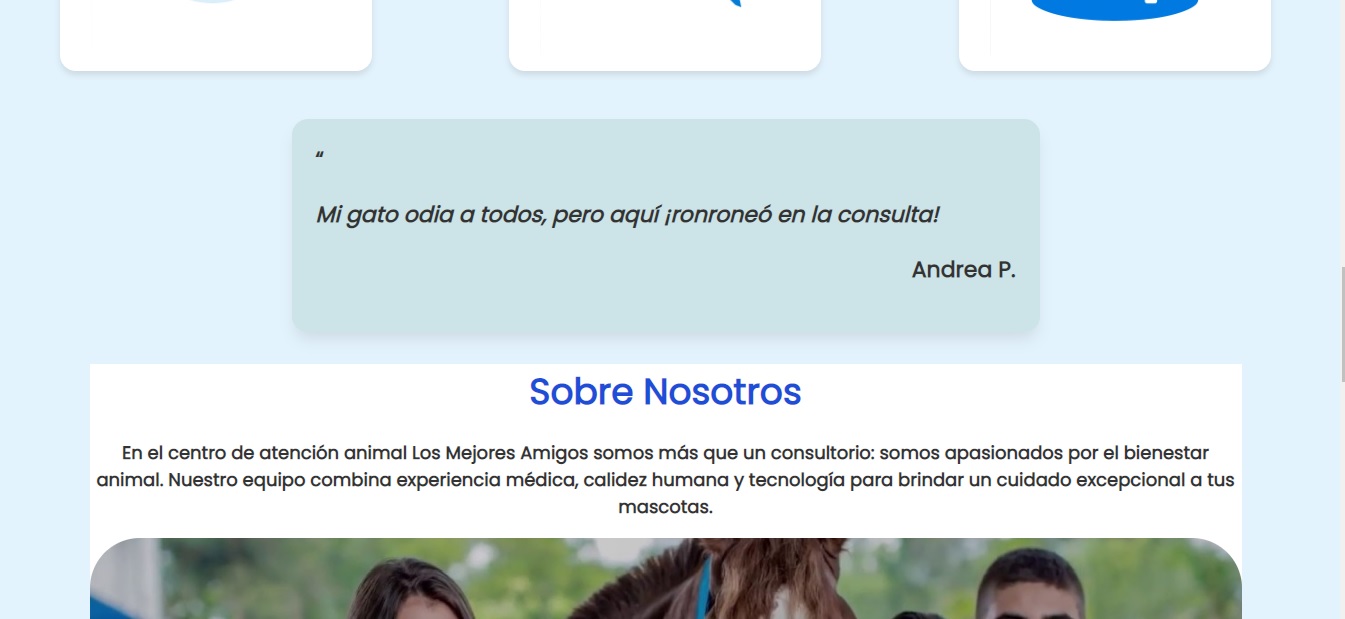 “
Mi gato odia a todos, pero aquí ¡ronroneó en la consulta!
Andrea P.
Sobre Nosotros
En el centro de atención animal Los Mejores Amigos somos más que un consultorio: somos apasionados por el bienestar
animal. Nuestro equipo combina experiencia médica, calidez humana y tecnología para brindar un cuidado excepcional a tus
mascotas.